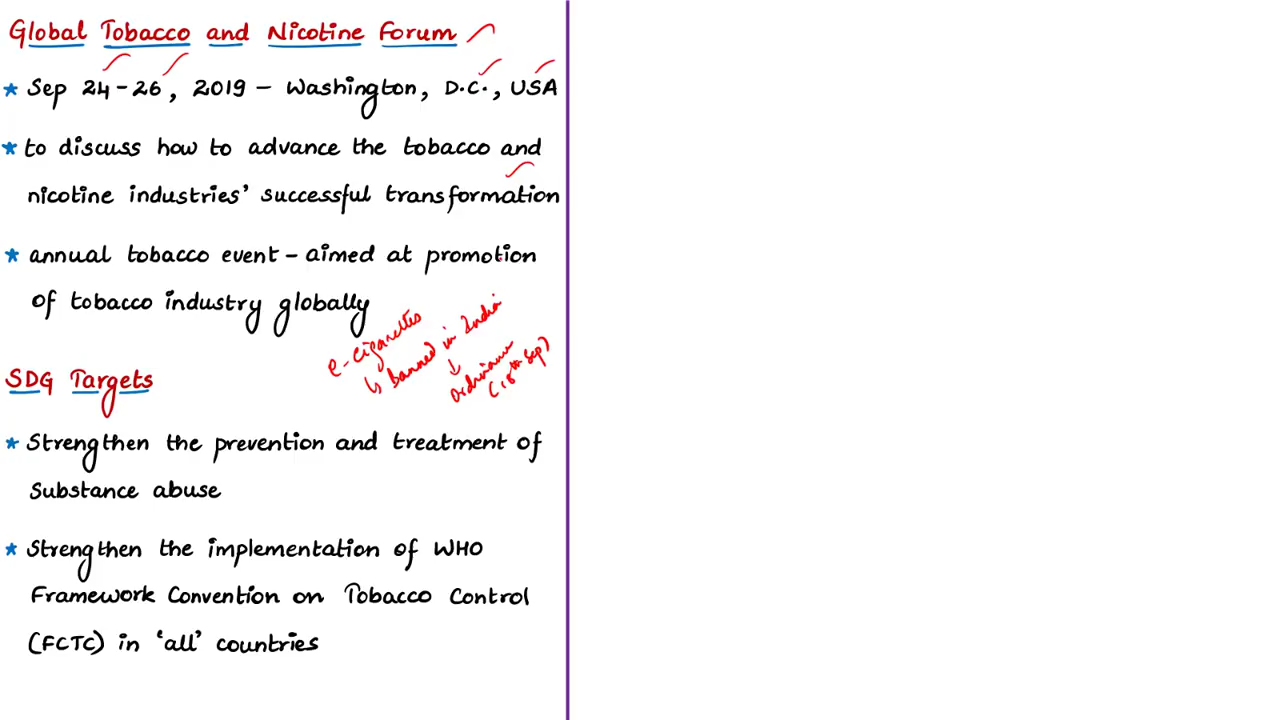 Global Tobacco and Nicotine Forum
* Sep 24-26, 2019 - Washington, D.C., USA
* to discuss how to advance the tobacco and
nicotine industries' successful transformation
* annual tobacco event - aimed at promotion
of tobacco industry globally
e-cigarettes
↳ Banned in India
↓
Ordinance
(18th Sep)
SDG Targets
* Strengthen the prevention and treatment of
Substance abuse
* Strengthen the implementation of WHO
Framework Convention on Tobacco Control
(FCTC) in 'all' countries